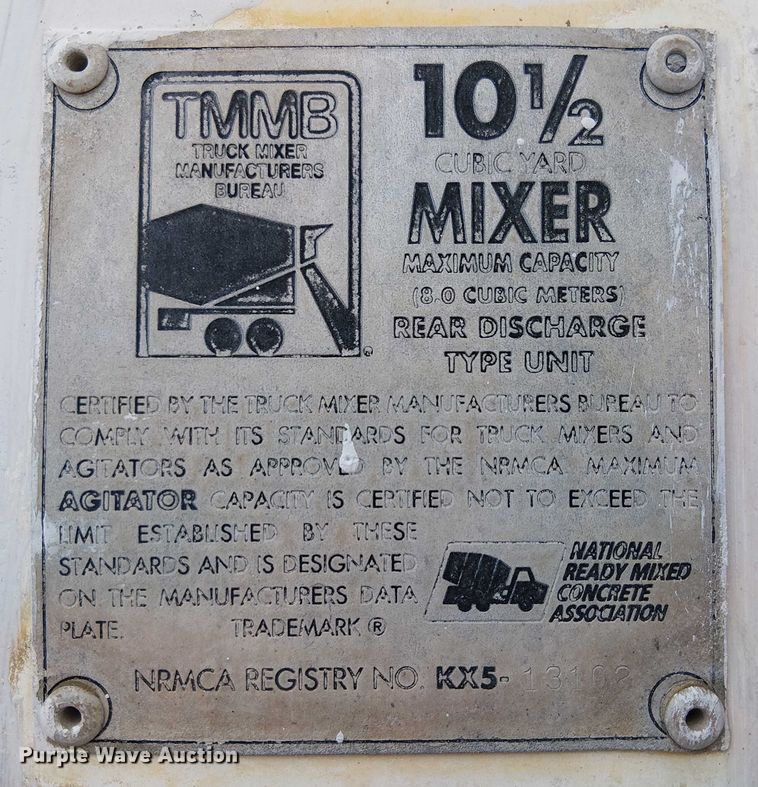 TMMB
TRUCK MIXER
MANUFACTURERS
BUREAU
®
10 1/2
CUBIC YARD
MIXER
MAXIMUM CAPACITY
(8.0 CUBIC METERS)
REAR DISCHARGE
TYPE UNIT
CERTIFIED BY THE TRUCK MIXER MANUFACTURERS BUREAU TO
COMPLY WITH ITS STANDARDS FOR TRUCK MIXERS AND
AGITATORS AS APPROVED BY THE NRMCA. MAXIMUM
AGITATOR CAPACITY IS CERTIFIED NOT TO EXCEED THE
LIMIT ESTABLISHED BY THESE
STANDARDS AND IS DESIGNATED
ON THE MANUFACTURERS DATA
PLATE. TRADEMARK ®
NATIONAL
READY MIXED
CONCRETE
ASSOCIATION
NRMCA REGISTRY NO. KX5-
Purple Wave Auction